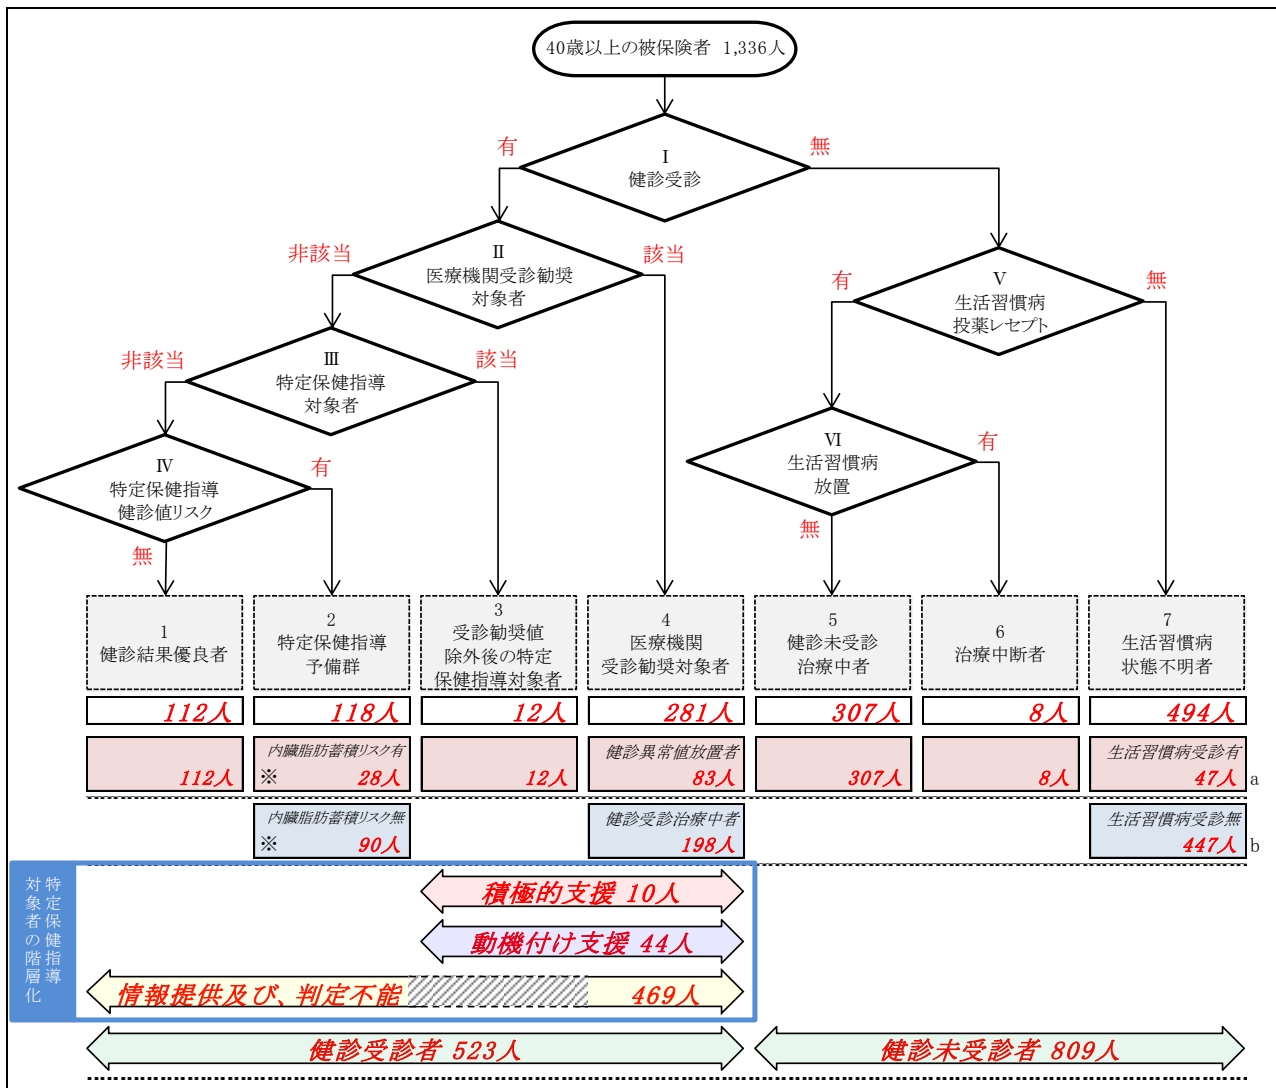 40歳以上の被保険者 1,336人
Ⅰ
健診受診
有
無
Ⅱ
医療機関受診勧奨
対象者
非該当
該当
Ⅴ
生活習慣病
投薬レセプト
有
無
Ⅲ
特定保健指導
対象者
非該当
該当
Ⅵ
生活習慣病
放置
有
無
Ⅳ
特定保健指導
健診値リスク
有
無
1
健診結果優良者
2
特定保健指導
予備群
3
受診勧奨値
除外後の特定
保健指導対象者
4
医療機関
受診勧奨対象者
5
健診未受診
治療中者
6
治療中断者
7
生活習慣病
状態不明者
112人 118人 12人 281人 307人 8人 494人
内臓脂肪蓄積リスク有 健診異常値放置者 生活習慣病受診有
112人 ※ 28人 12人 83人 307人 8人 47人 a
内臓脂肪蓄積リスク無 健診受診治療中者 生活習慣病受診無
※ 90人 198人 447人 b
特定保健指導
対象者の階層化
積極的支援 10人
動機付け支援 44人
情報提供及び、判定不能 469人
健診受診者 523人
健診未受診者 809人